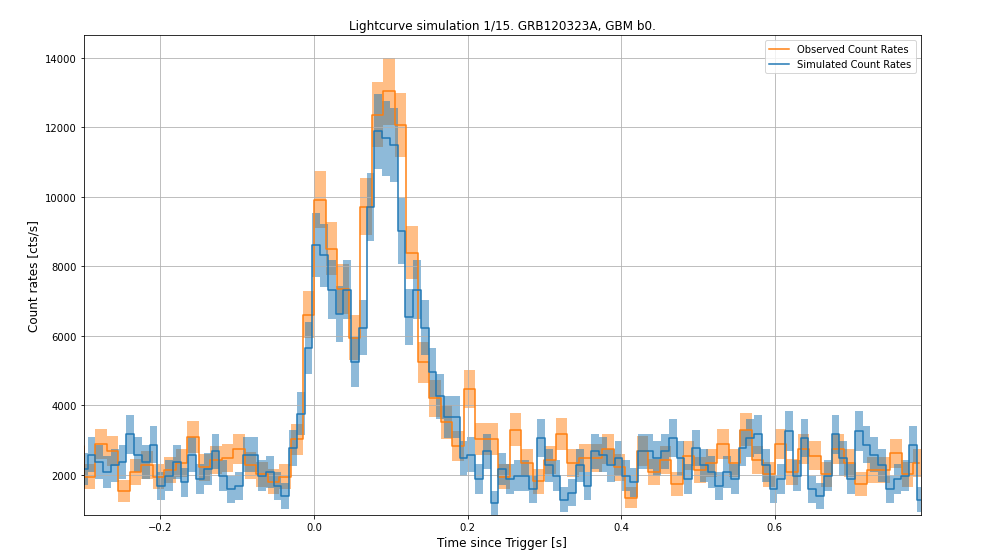 Lightcurve simulation 1/15. GRB120323A, GBM b0.
Observed Count Rates
Simulated Count Rates
Count rates [cts/s]
14000
12000
10000
8000
6000
4000
2000
−0.2
0.0
0.2
0.4
0.6
Time since Trigger [s]